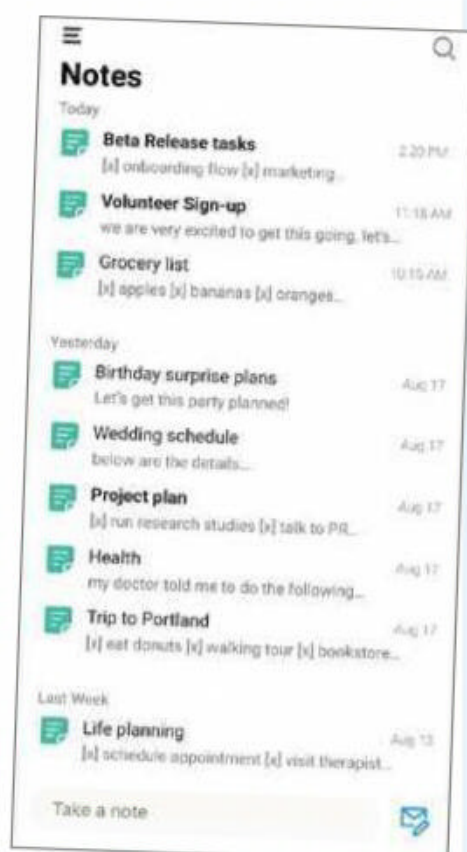 Notes
Today
Beta Release tasks 2:20 PM
[x] onboarding flow [x] marketing...
Volunteer Sign-up 11:18 AM
we are very excited to get this going, let's...
Grocery list 10:15 AM
[x] apples [x] bananas [x] oranges...
Yesterday
Birthday surprise plans Aug 17
Let's get this party planned!
Wedding schedule Aug 17
below are the details...
Project plan Aug 17
[x] run research studies [x] talk to PR...
Health Aug 17
my doctor told me to do the following...
Trip to Portland Aug 17
[x] eat donuts [x] walking tour [x] bookstore...
Last Week
Life planning Aug 13
[x] schedule appointment [x] visit therapist...
Take a note